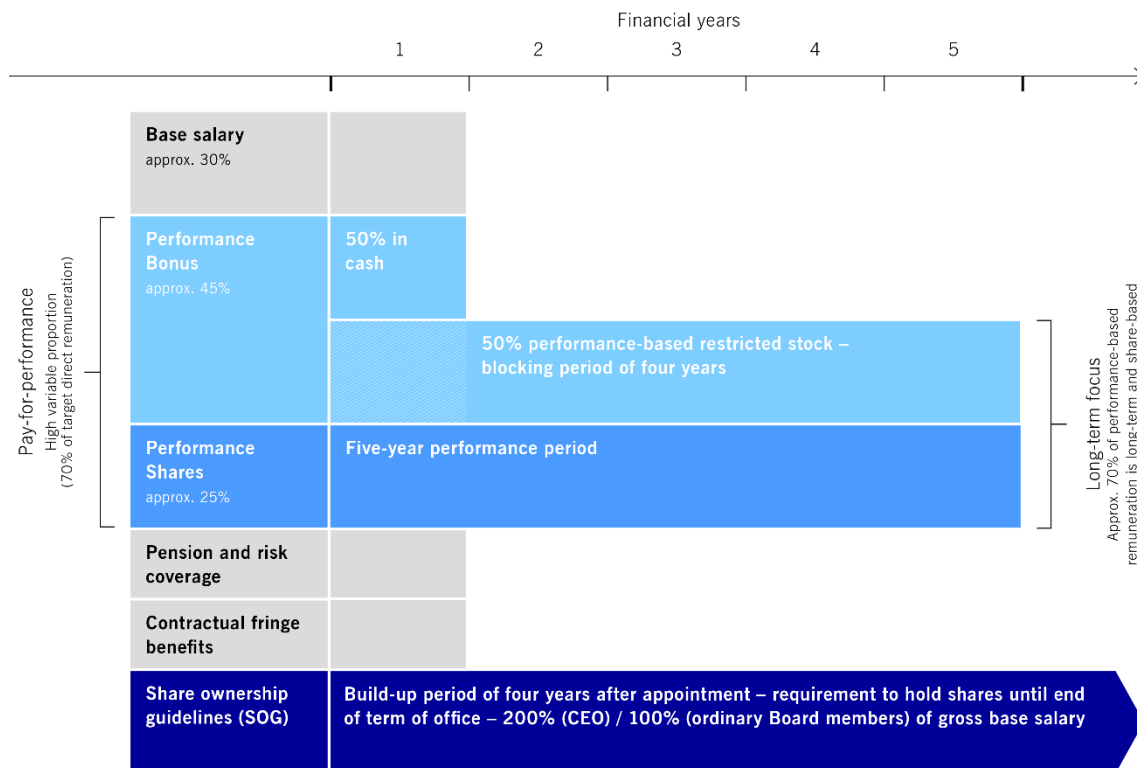 Financial years
1 2 3 4 5
Base salary
approx. 30%
Pay-for-performance
High variable proportion
(70% of target direct remuneration)
Performance
Bonus
approx. 45%
50% in
cash
50% performance-based restricted stock –
blocking period of four years
Performance
Shares
approx. 25%
Five-year performance period
Long-term focus
Approx. 70% of performance-based
remuneration is long-term and share-based
Pension and risk
coverage
Contractual fringe
benefits
Share ownership
guidelines (SOG)
Build-up period of four years after appointment – requirement to hold shares until end
of term of office – 200% (CEO) / 100% (ordinary Board members) of gross base salary